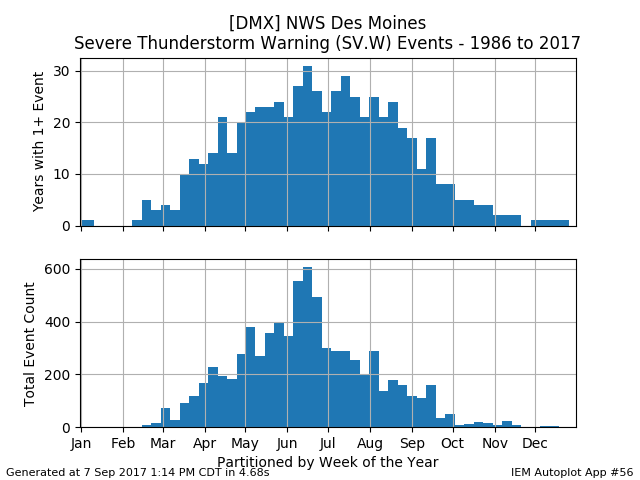 [DMX] NWS Des Moines
Severe Thunderstorm Warning (SV.W) Events - 1986 to 2017
Years with 1+ Event
30
20
10
0
Total Event Count
600
400
200
0
Jan Feb Mar Apr May Jun Jul Aug Sep Oct Nov Dec
Partitioned by Week of the Year
Generated at 7 Sep 2017 1:14 PM CDT in 4.68s
IEM Autoplot App #56